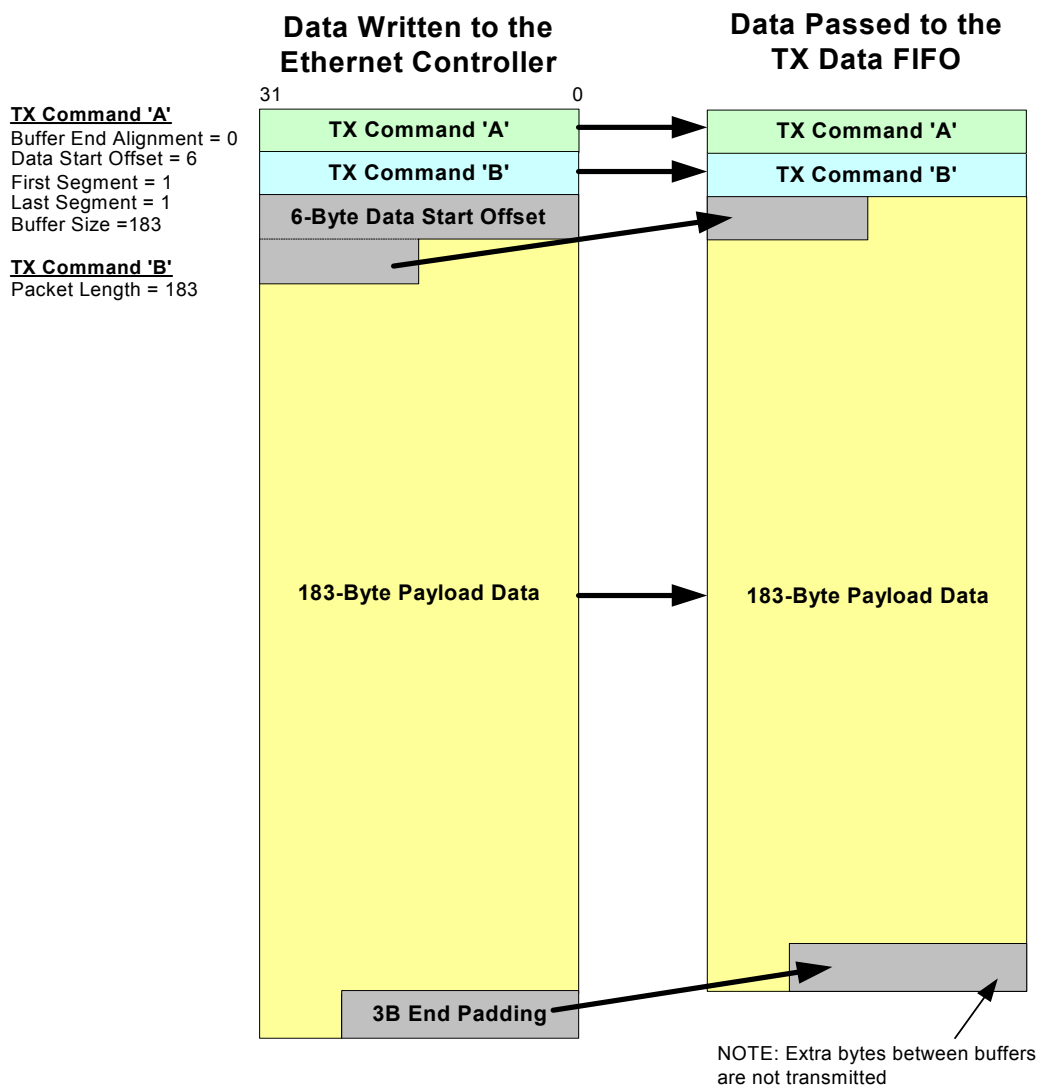 Data Written to the
Ethernet Controller
Data Passed to the
TX Data FIFO
31
0
TX Command 'A'
Buffer End Alignment = 0
Data Start Offset = 6
First Segment = 1
Last Segment = 1
Buffer Size =183
TX Command 'B'
Packet Length = 183
TX Command 'A'
TX Command 'B'
6-Byte Data Start Offset
183-Byte Payload Data
3B End Padding
TX Command 'A'
TX Command 'B'
183-Byte Payload Data
NOTE: Extra bytes between buffers
are not transmitted